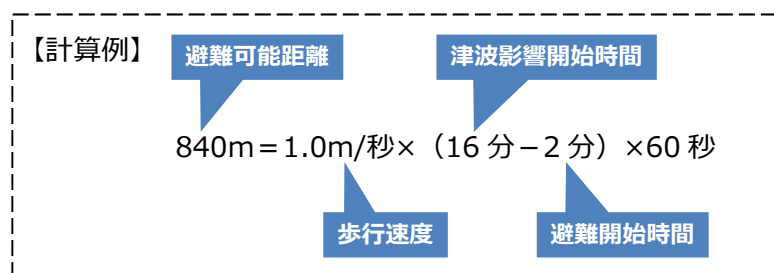 【計算例】
避難可能距離
津波影響開始時間
840m＝1.0m/秒×（16分－2分）×60秒
歩行速度
避難開始時間